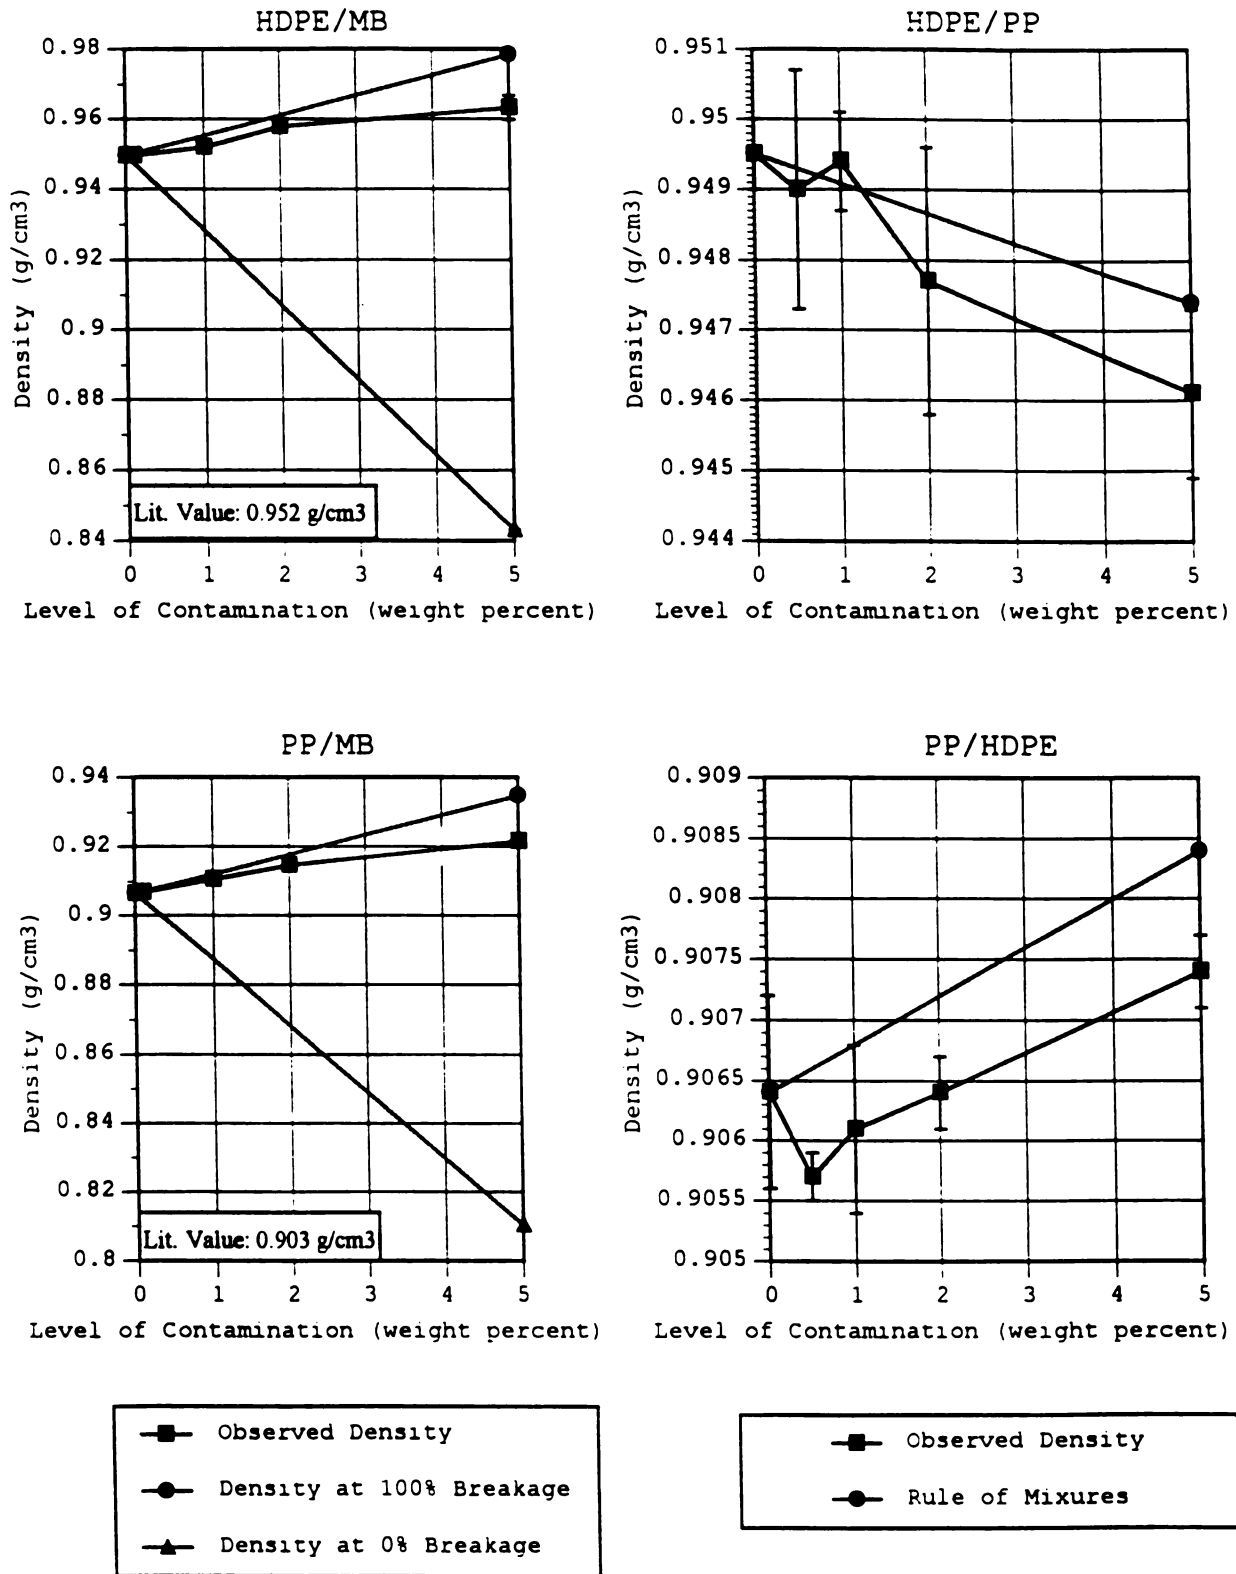 HDPE/MB
0.98
0.96
0.94
0.92
0.9
0.88
0.86
0.84
Density (g/cm3)
Lit. Value: 0.952 g/cm3
0 1 2 3 4 5
Level of Contamination (weight percent)
HDPE/PP
0.951
0.95
0.949
0.948
0.947
0.946
0.945
0.944
Density (g/cm3)
0 1 2 3 4 5
Level of Contamination (weight percent)
PP/MB
0.94
0.92
0.9
0.88
0.86
0.84
0.82
0.8
Density (g/cm3)
Lit. Value: 0.903 g/cm3
0 1 2 3 4 5
Level of Contamination (weight percent)
PP/HDPE
0.909
0.9085
0.908
0.9075
0.907
0.9065
0.906
0.9055
0.905
Density (g/cm3)
0 1 2 3 4 5
Level of Contamination (weight percent)
Observed Density
Density at 100% Breakage
Density at 0% Breakage
Observed Density
Rule of Mixures